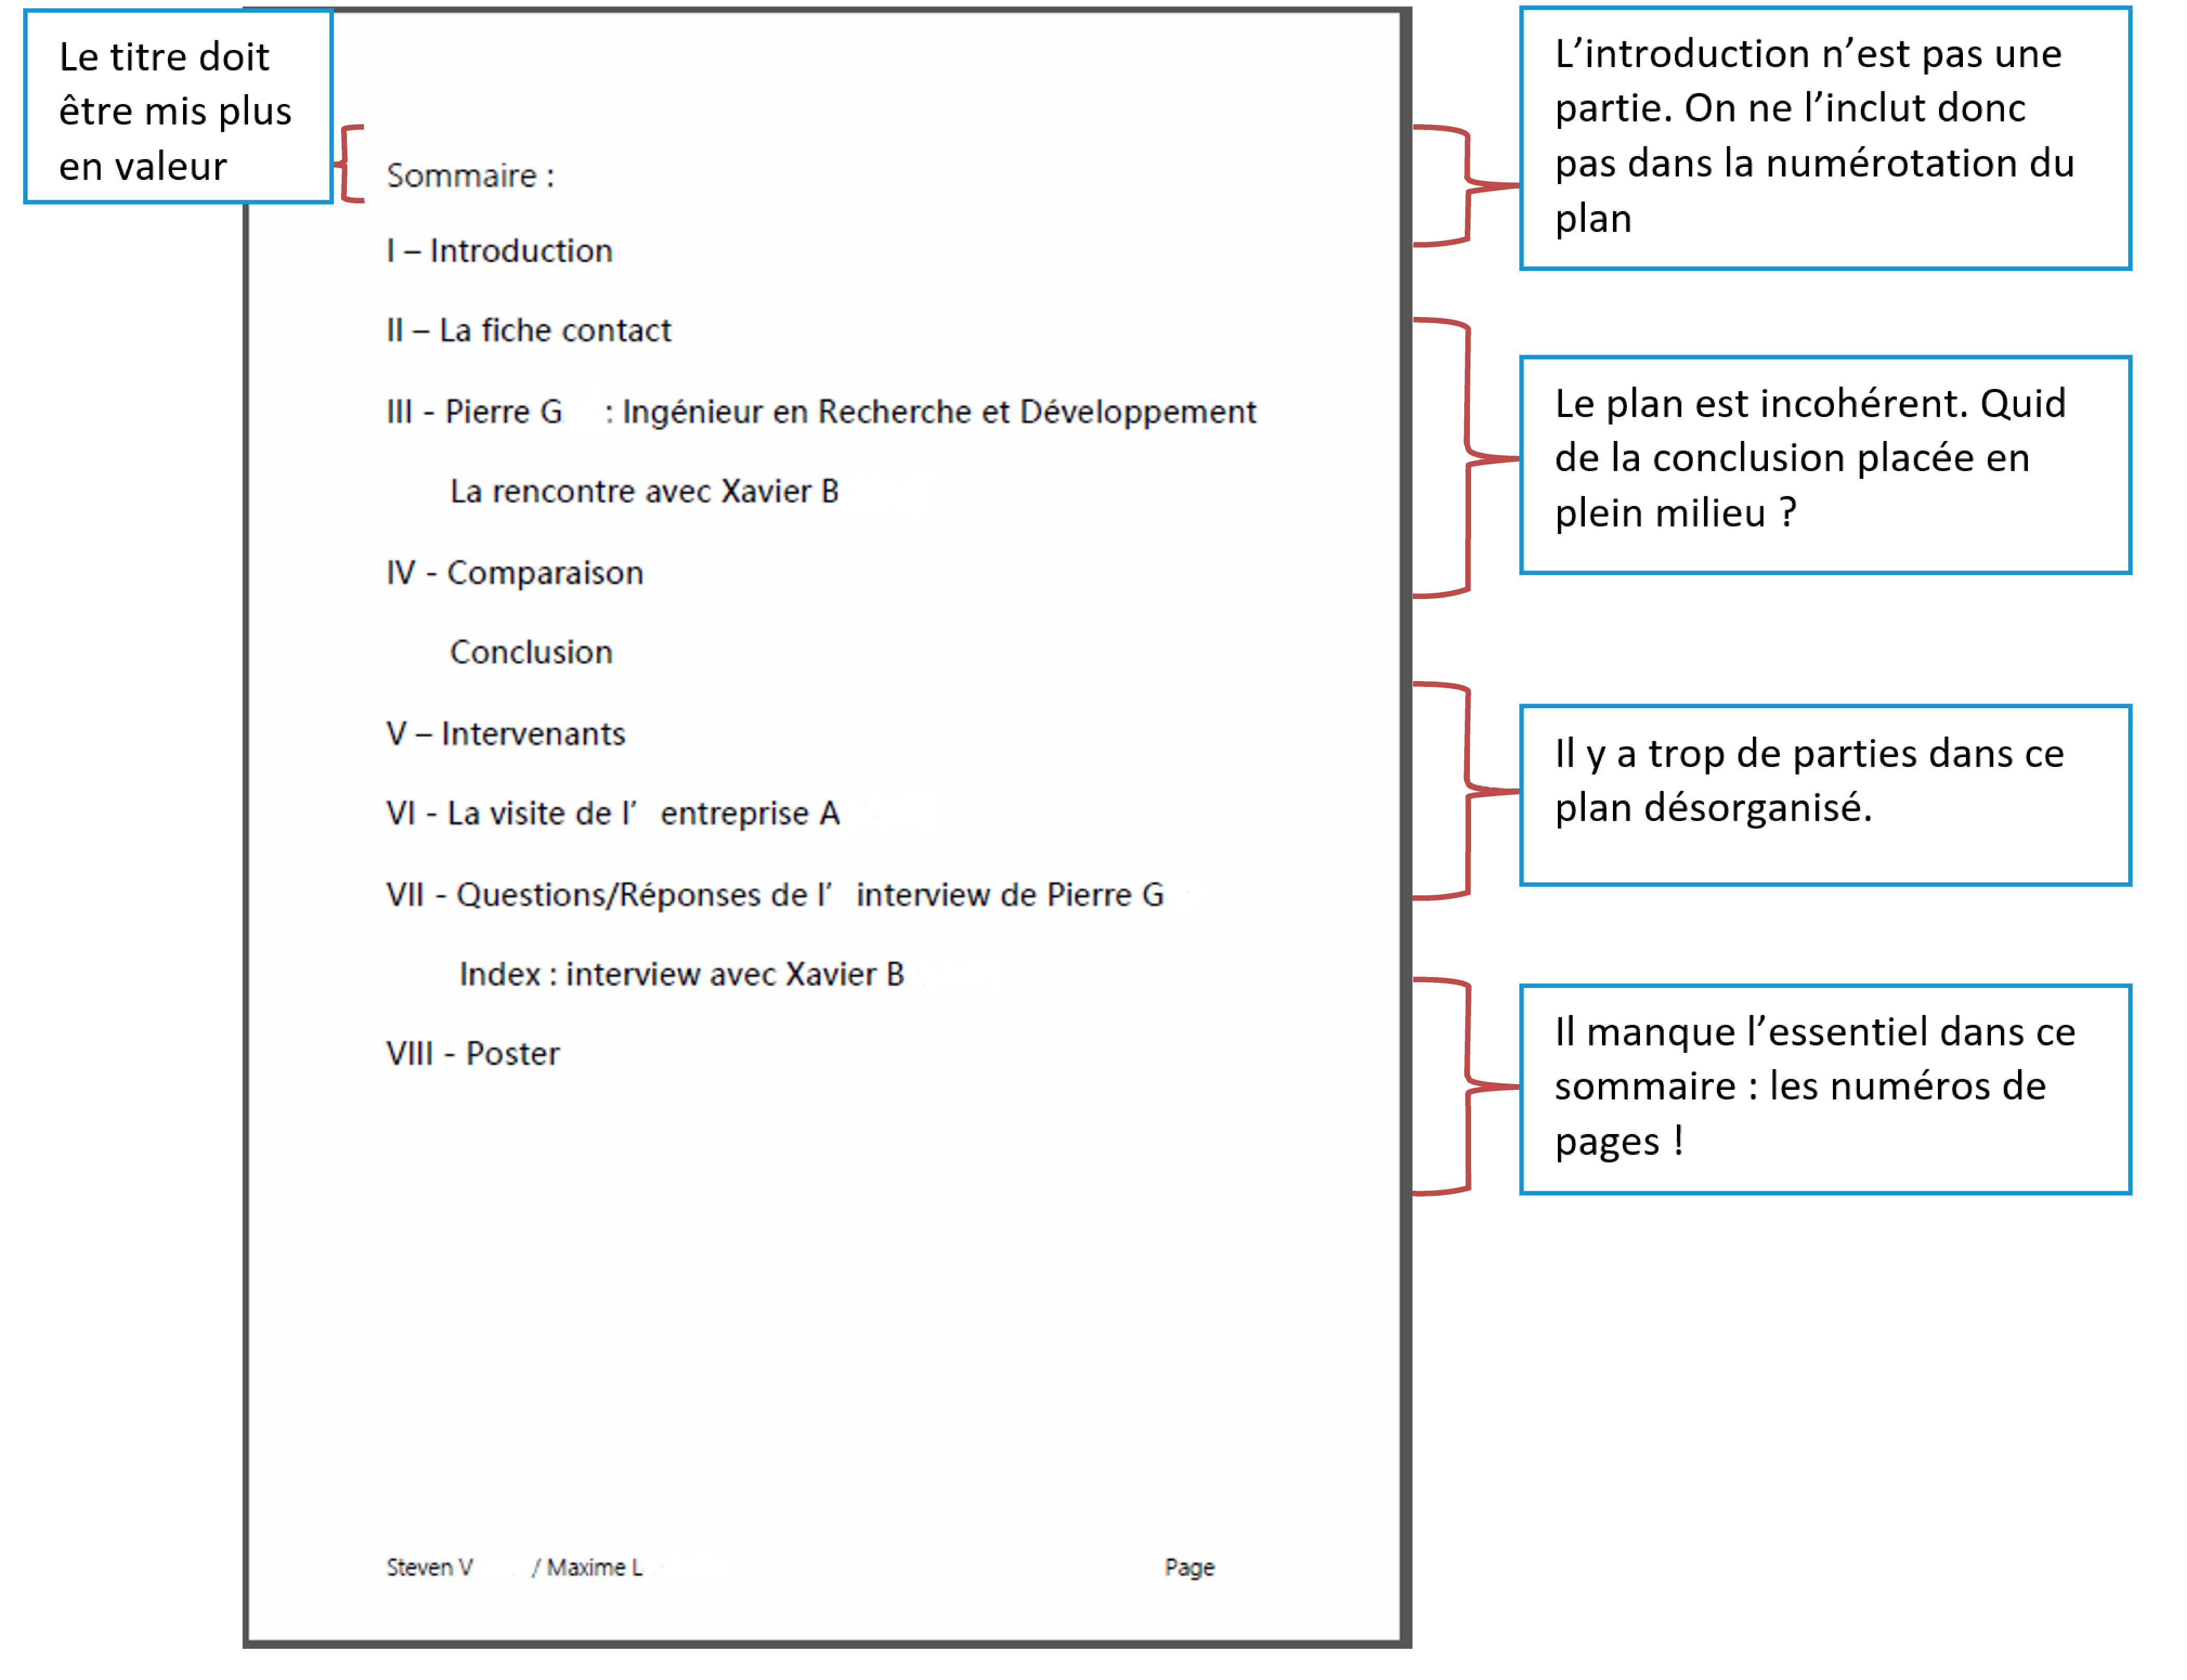 Le titre doit
être mis plus
en valeur
Sommaire :
I – Introduction
II – La fiche contact
III - Pierre G : Ingénieur en Recherche et Développement
La rencontre avec Xavier B
IV - Comparaison
Conclusion
V – Intervenants
VI - La visite de l’ entreprise A
VII - Questions/Réponses de l’ interview de Pierre G
Index : interview avec Xavier B
VIII - Poster
Steven V / Maxime L
Page
L’introduction n’est pas une
partie. On ne l’inclut donc
pas dans la numérotation du
plan
Le plan est incohérent. Quid
de la conclusion placée en
plein milieu ?
Il y a trop de parties dans ce
plan désorganisé.
Il manque l’essentiel dans ce
sommaire : les numéros de
pages !